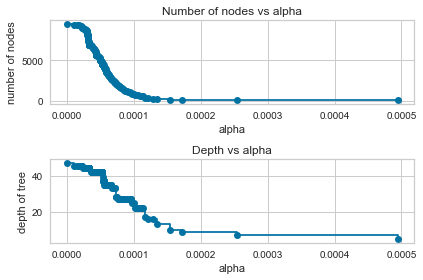 Number of nodes vs alpha
number of nodes
5000
0
0.0000 0.0001 0.0002 0.0003 0.0004 0.0005
alpha
Depth vs alpha
depth of tree
40
20
0.0000 0.0001 0.0002 0.0003 0.0004 0.0005
alpha